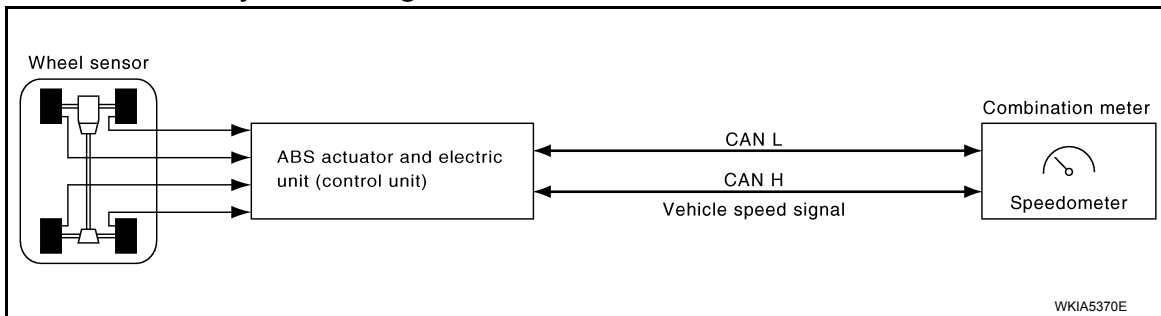 Wheel sensor
ABS actuator and electric
unit (control unit)
CAN L
CAN H
Vehicle speed signal
Combination meter
Speedometer
WKIA5370E